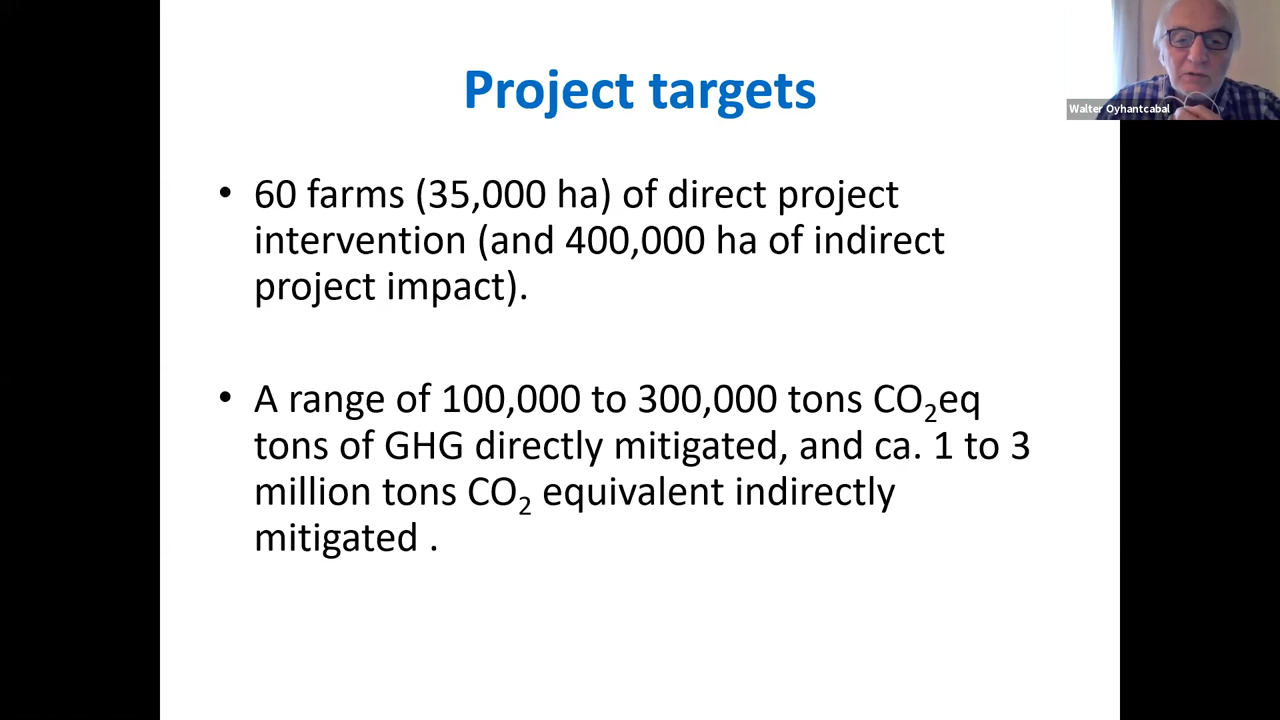 Project targets
Walter Oyhantcabal
• 60 farms (35,000 ha) of direct project
intervention (and 400,000 ha of indirect
project impact).
• A range of 100,000 to 300,000 tons CO₂eq
tons of GHG directly mitigated, and ca. 1 to 3
million tons CO₂ equivalent indirectly
mitigated .